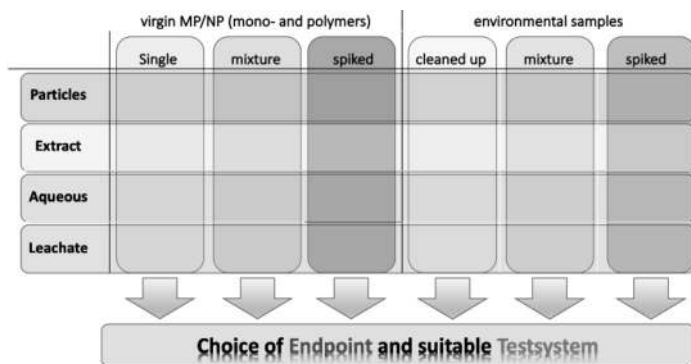 virgin MP/NP (mono- and polymers) environmental samples
Single mixture spiked cleaned up mixture spiked
Particles
Extract
Aqueous
Leachate
Choice of Endpoint and suitable Testsystem